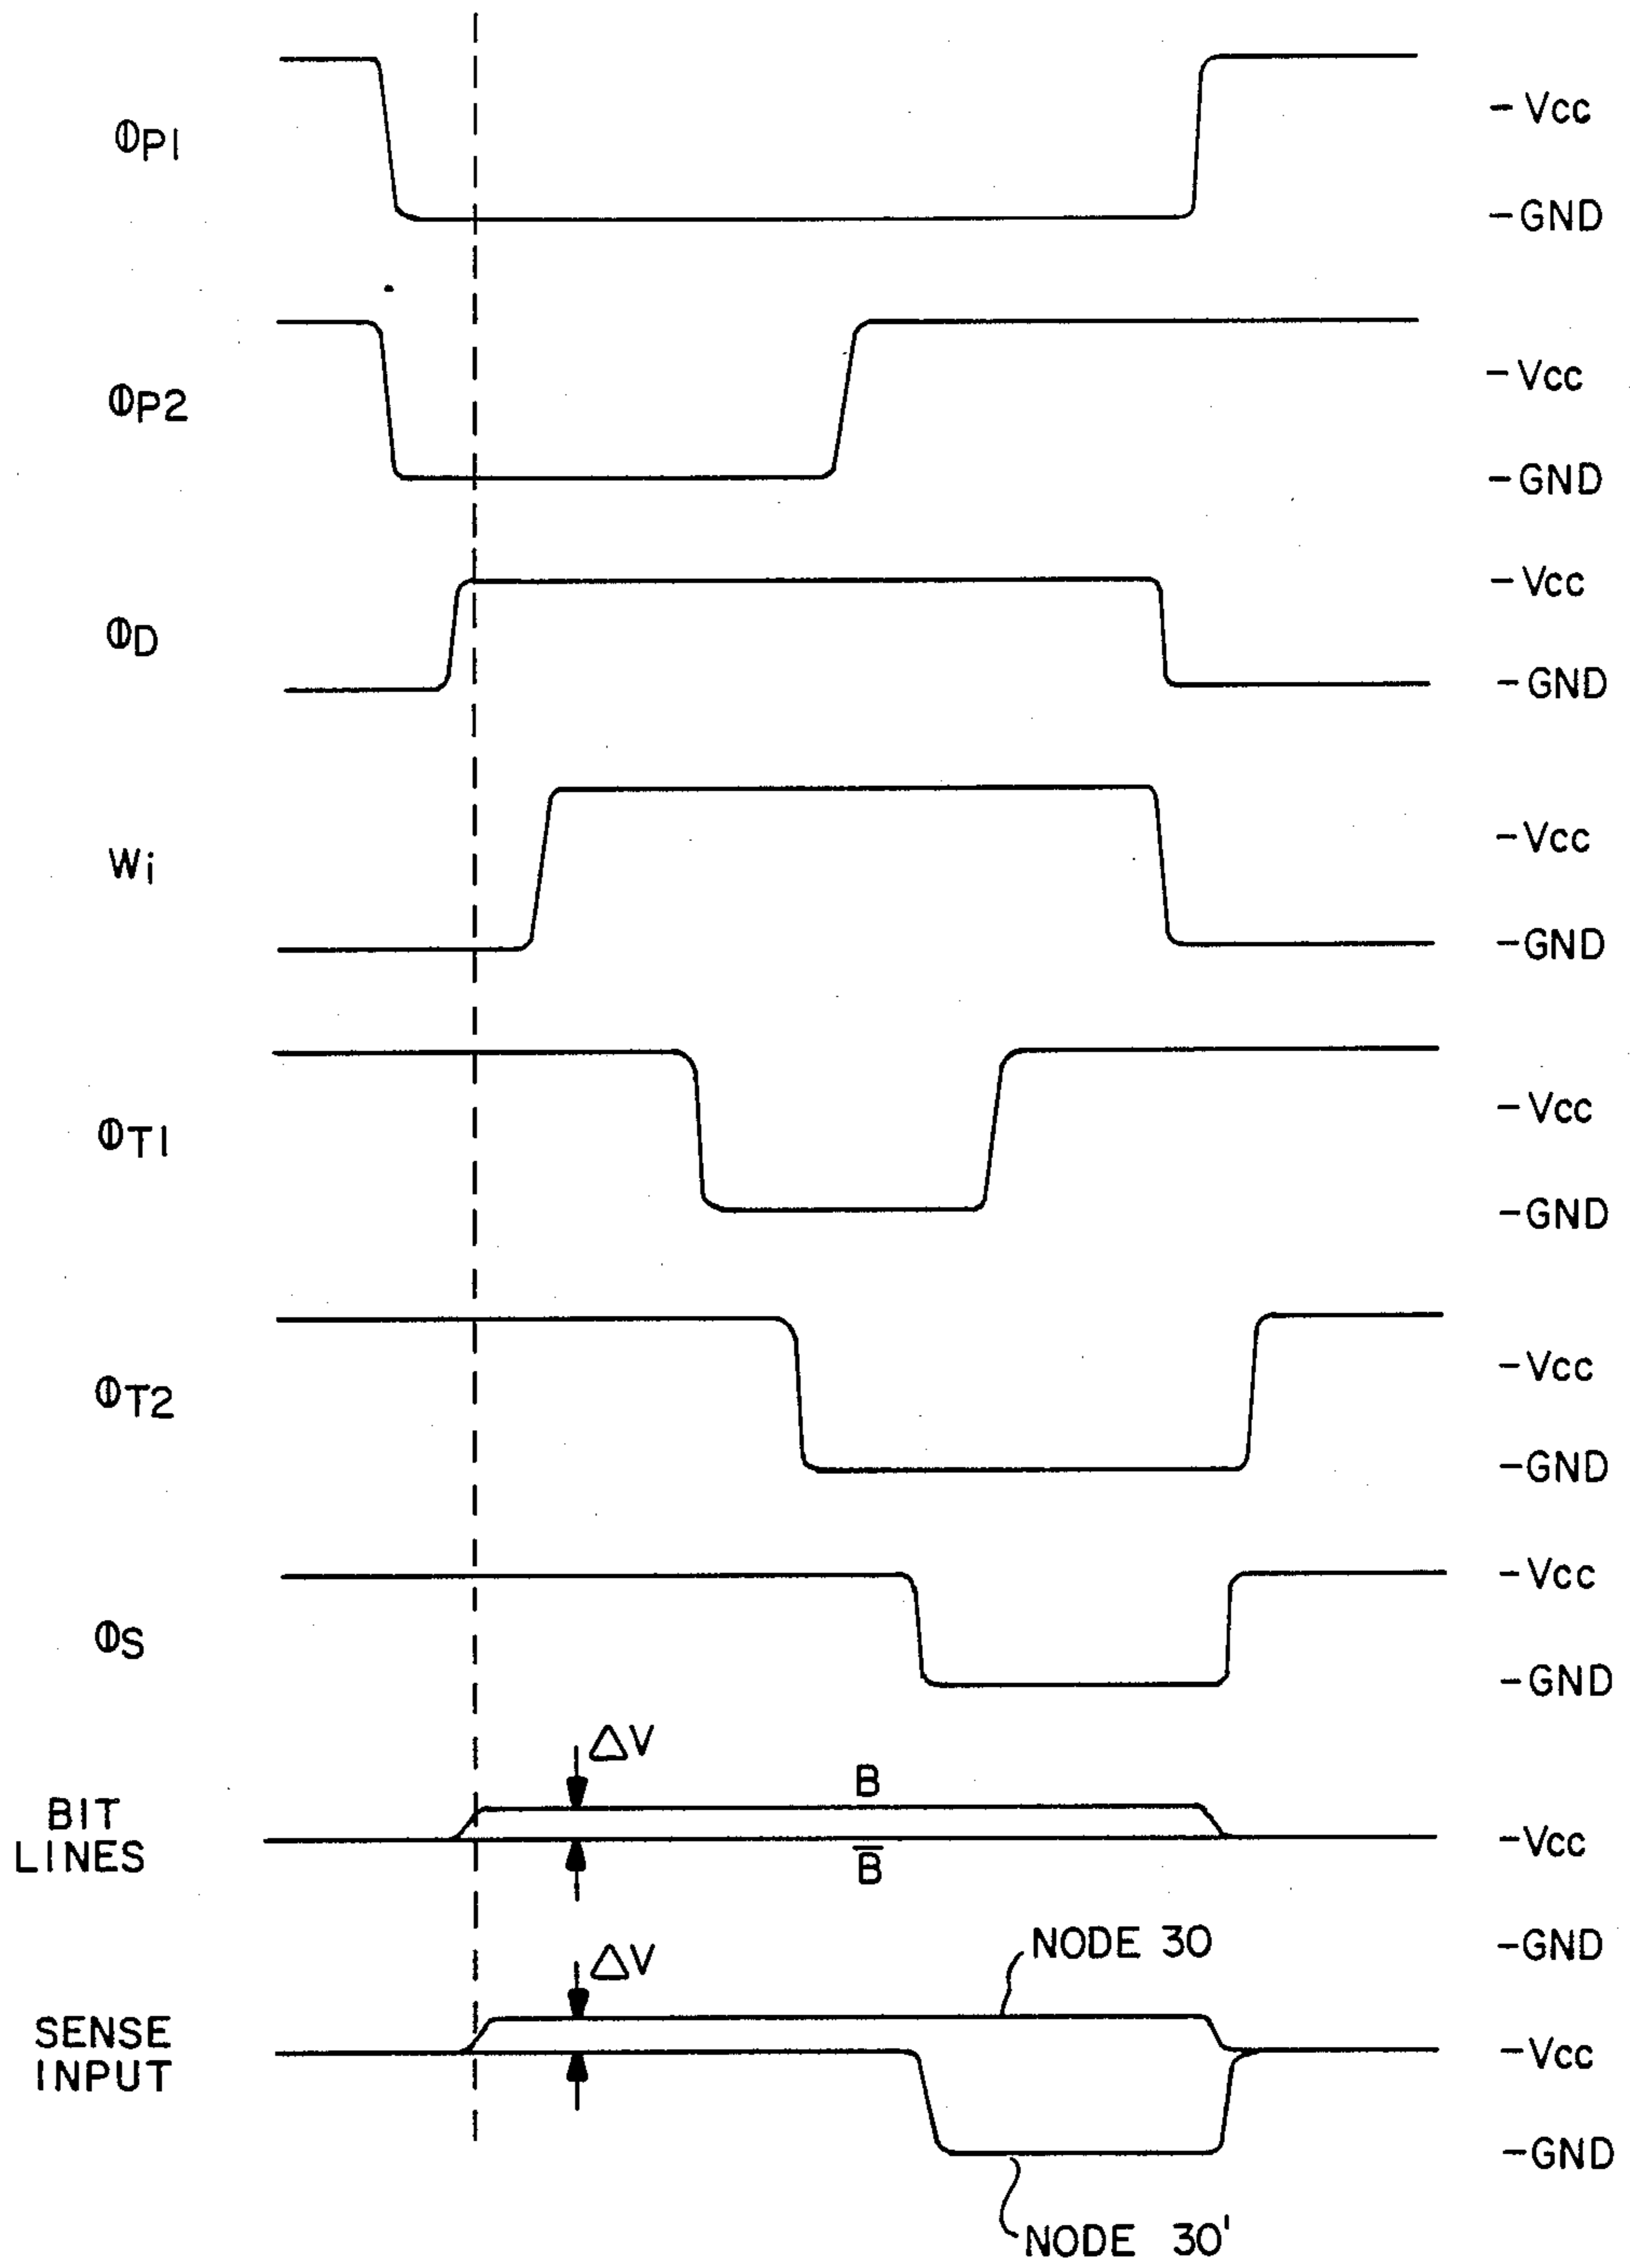 ΦP1
-Vcc
-GND
ΦP2
-Vcc
-GND
ΦD
-Vcc
-GND
Wi
-Vcc
-GND
ΦT1
-Vcc
-GND
ΦT2
-Vcc
-GND
ΦS
-Vcc
-GND
ΔV
B
BIT
LINES
B̅
-Vcc
-GND
ΔV
NODE 30
SENSE
INPUT
-Vcc
-GND
NODE 30'